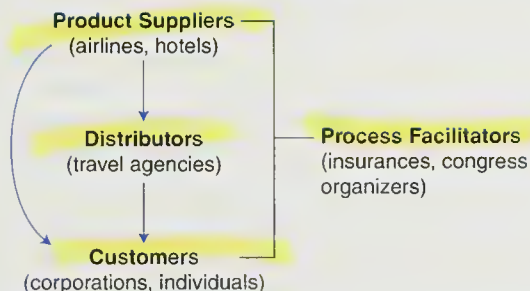 Product Suppliers
(airlines, hotels)
Distributors
(travel agencies)
Process Facilitators
(insurances, congress
organizers)
Customers
(corporations, individuals)